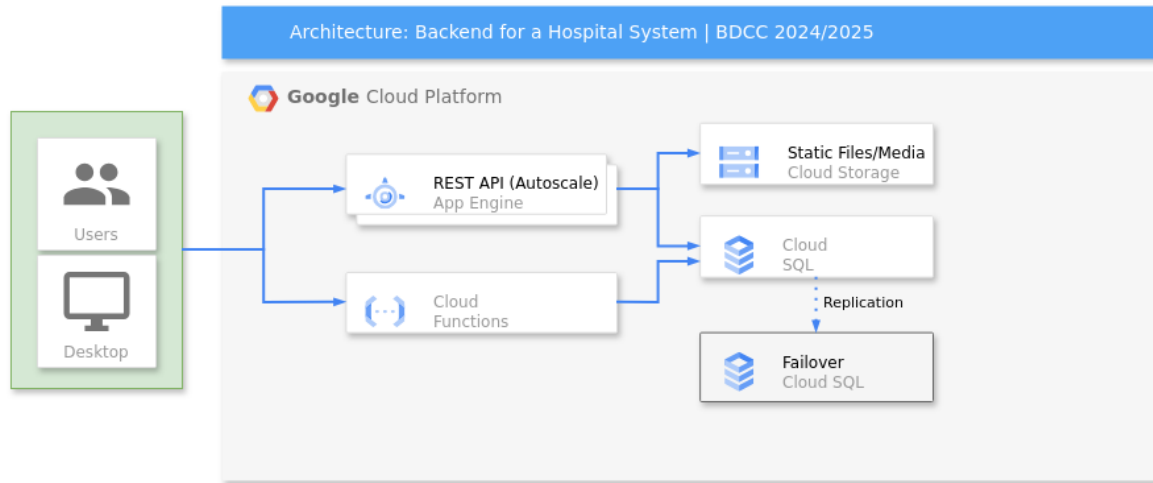 Architecture: Backend for a Hospital System | BDCC 2024/2025
Google Cloud Platform
Users
Desktop
REST API (Autoscale)
App Engine
Cloud
Functions
Static Files/Media
Cloud Storage
Cloud
SQL
Replication
Failover
Cloud SQL